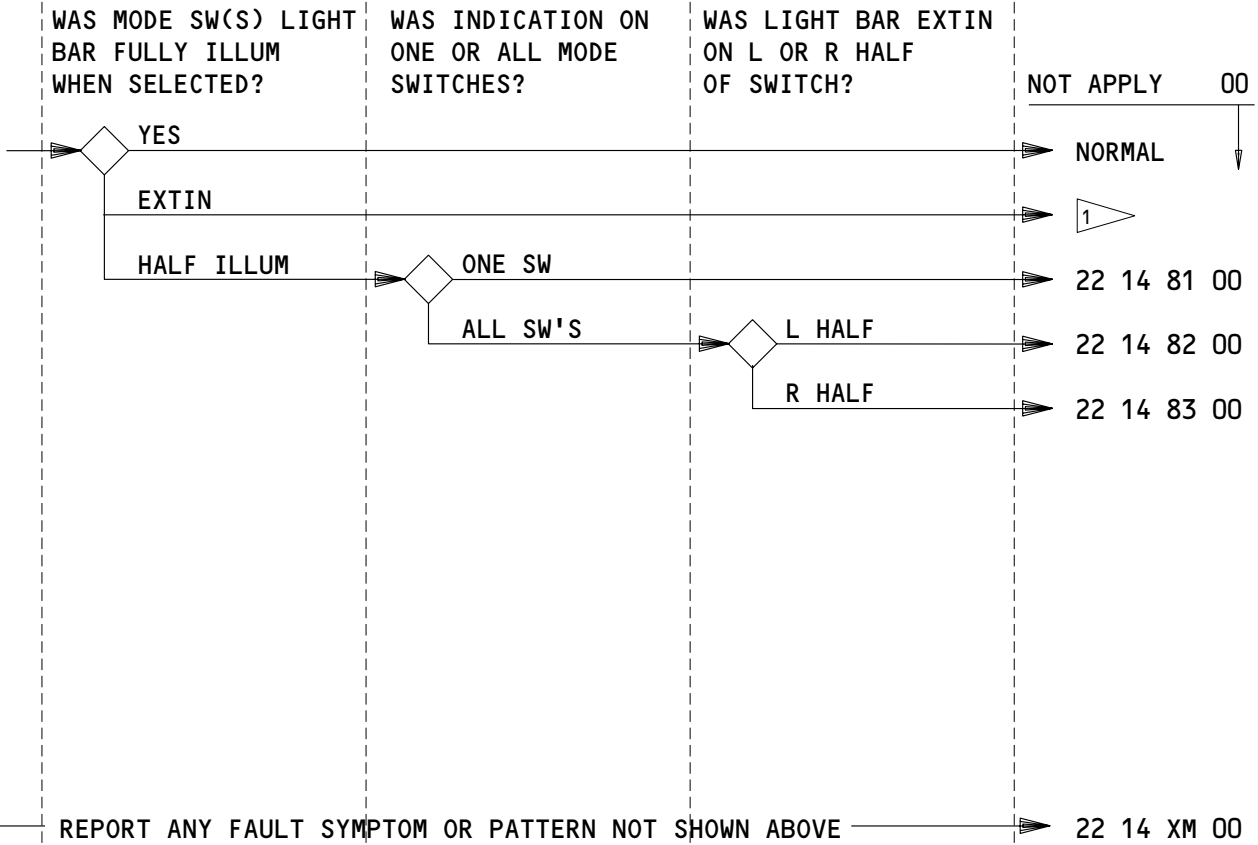 WAS MODE SW(S) LIGHT
BAR FULLY ILLUM
WHEN SELECTED?
WAS INDICATION ON
ONE OR ALL MODE
SWITCHES?
WAS LIGHT BAR EXTIN
ON L OR R HALF
OF SWITCH?
NOT APPLY 00
YES
NORMAL
EXTIN
1
HALF ILLUM
ONE SW
22 14 81 00
ALL SW'S
L HALF
22 14 82 00
R HALF
22 14 83 00
REPORT ANY FAULT SYMPTOM OR PATTERN NOT SHOWN ABOVE
22 14 XM 00